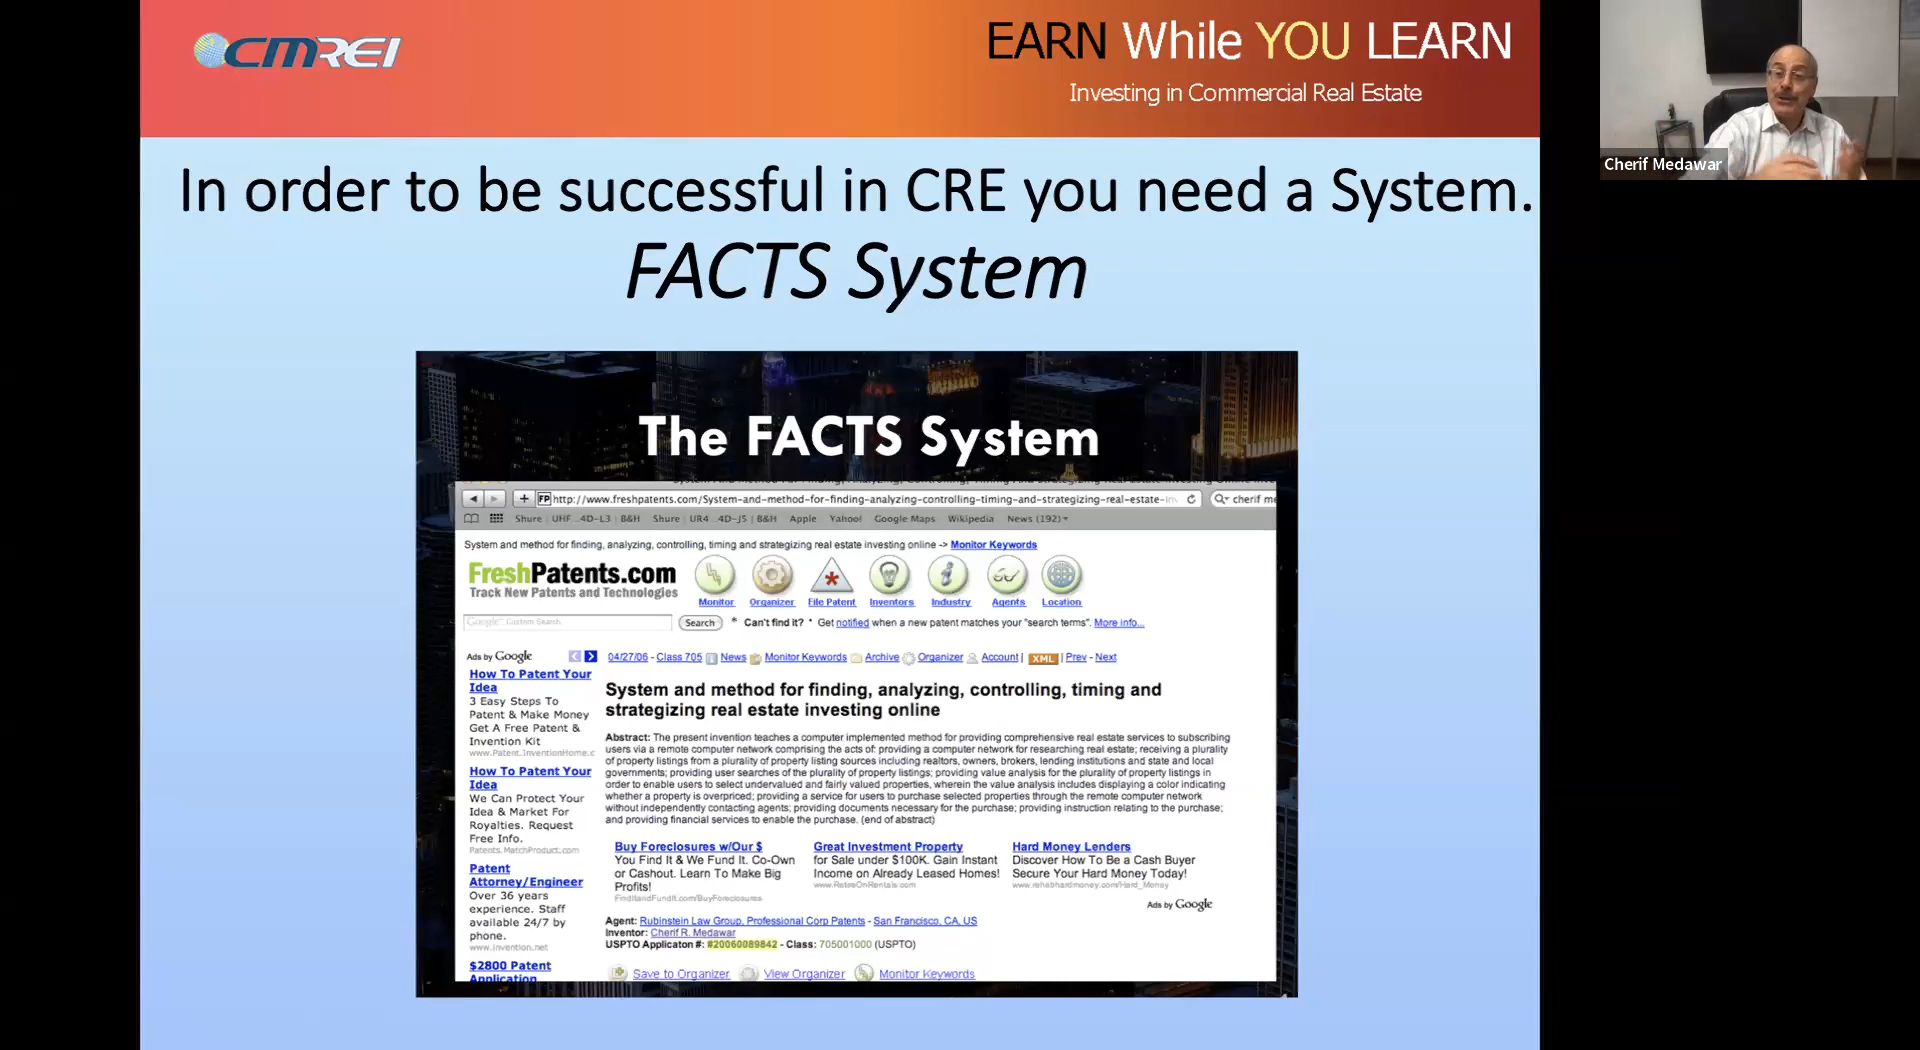 CMREI
EARN While YOU LEARN
Investing in Commercial Real Estate
Cherif Medawar
In order to be successful in CRE you need a System.
FACTS System
The FACTS System
FP http://www.freshpatents.com/System-and-method-for-finding-analyzing-controlling-timing-and-strategizing-real-estate-in
cherif me
Shure | UHF...4D-L3 | B&H Shure | UR4...4D-J5 | B&H Apple Yahoo! Google Maps Wikipedia News (192)
System and method for finding, analyzing, controlling, timing and strategizing real estate investing online -> Monitor Keywords
FreshPatents.com
Track New Patents and Technologies
Monitor Organizer File Patent Inventors Industry Agents Location
Google Custom Search
Search * Can't find it? * Get notified when a new patent matches your "search terms". More info...
Ads by Google
04/27/06 - Class 705 News Monitor Keywords Archive Organizer Account | XML | Prev - Next
How To Patent Your
Idea
3 Easy Steps To
Patent & Make Money
Get A Free Patent &
Invention Kit
www.Patent.InventionHome.c
How To Patent Your
Idea
We Can Protect Your
Idea & Market For
Royalties. Request
Free Info.
Patents.MatchProduct.com
Patent
Attorney/Engineer
Over 36 years
experience. Staff
available 24/7 by
phone.
www.invention.net
$2800 Patent
Application
System and method for finding, analyzing, controlling, timing and
strategizing real estate investing online
Abstract: The present invention teaches a computer implemented method for providing comprehensive real estate services to subscribing
users via a remote computer network comprising the acts of: providing a computer network for researching real estate; receiving a plurality
of property listings from a plurality of property listing sources including realtors, owners, brokers, lending institutions and state and local
governments; providing user searches of the plurality of property listings; providing value analysis for the plurality of property listings in
order to enable users to select undervalued and fairly valued properties, wherein the value analysis includes displaying a color indicating
whether a property is overpriced; providing a service for users to purchase selected properties through the remote computer network
without independently contacting agents; providing documents necessary for the purchase; providing instruction relating to the purchase;
and providing financial services to enable the purchase. (end of abstract)
Buy Foreclosures w/Our $
You Find It & We Fund It. Co-Own
or Cashout. Learn To Make Big
Profits!
FindItandFundIt.com/BuyForeclosures
Great Investment Property
for Sale under $100K. Gain Instant
Income on Already Leased Homes!
www.RatesOnRentals.com
Hard Money Lenders
Discover How To Be a Cash Buyer
Secure Your Hard Money Today!
www.rehabhardmoney.com/Hard_Money
Ads by Google
Agent: Rubinstein Law Group, Professional Corp Patents - San Francisco, CA, US
Inventor: Cherif R. Medawar
USPTO Applicaton #: #20060089842 - Class: 705001000 (USPTO)
Save to Organizer View Organizer Monitor Keywords